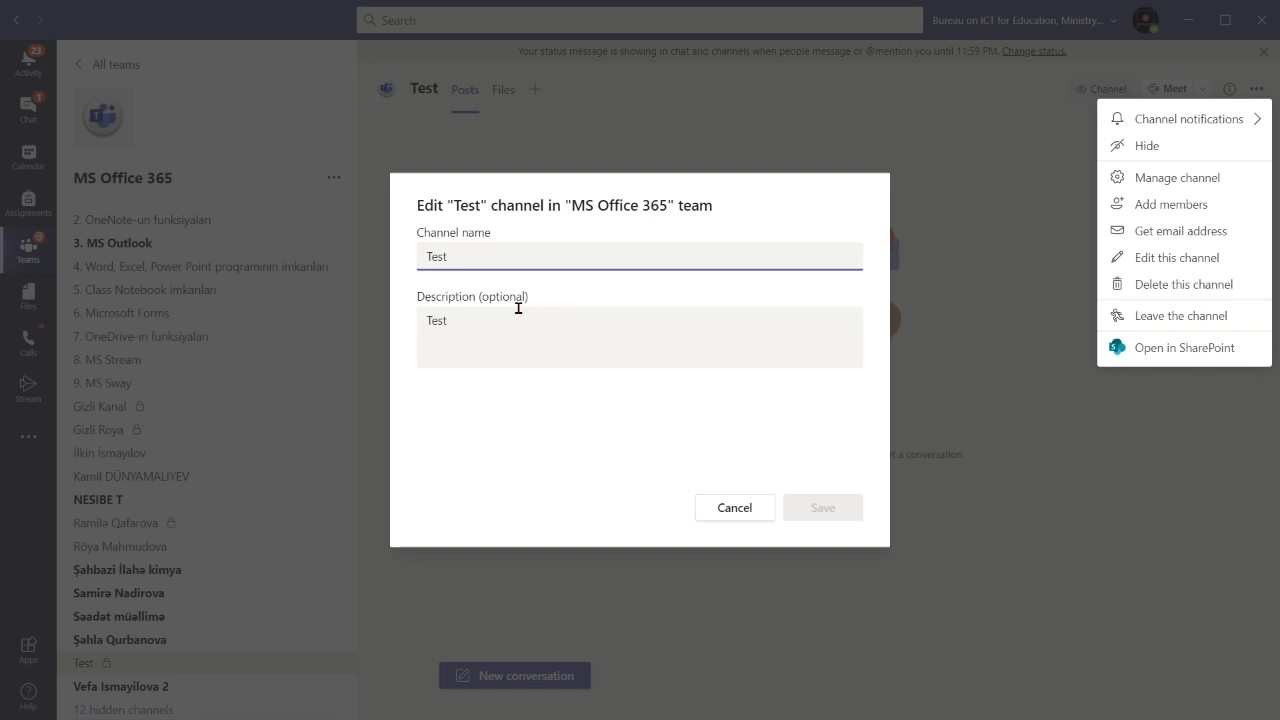 Search
Bureau on ICT for Education, Ministry...
Your status message is showing in chat and channels when people message or @mention you until 11:59 PM. Change status.
23
Activity
1
Chat
Calendar
Assignments
Teams
Files
Calls
Stream
Apps
Help
All teams
MS Office 365
2. OneNote-un funksiyaları
3. MS Outlook
4. Word, Excel, Power Point proqramının imkanları
5. Class Notebook imkanları
6. Microsoft Forms
7. OneDrive-ın funksiyaları
8. MS Stream
9. MS Sway
Gizli Kanal
Gizli Roya
İlkin İsmayılov
Kamil DÜNYAMALIYEV
NESIBE T
Ramilə Qafarova
Röya Mahmudova
Şahbazi İlahə kimya
Samirə Nadirova
Səadət müəllimə
Şəhla Qurbanova
Test
Vefa Ismayilova 2
12 hidden channels
Test
Posts
Files
Channel
Meet
Edit "Test" channel in "MS Office 365" team
Channel name
Test
Description (optional)
Test
Cancel
Save
a conversation.
New conversation
Channel notifications
Hide
Manage channel
Add members
Get email address
Edit this channel
Delete this channel
Leave the channel
Open in SharePoint